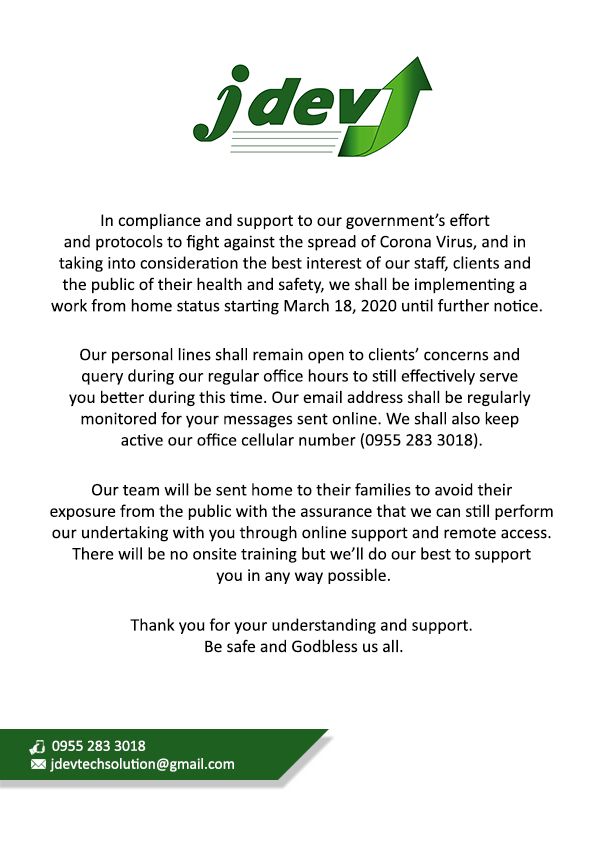 jdev
In compliance and support to our government's effort
and protocols to fight against the spread of Corona Virus, and in
taking into consideration the best interest of our staff, clients and
the public of their health and safety, we shall be implementing a
work from home status starting March 18, 2020 until further notice.
Our personal lines shall remain open to clients' concerns and
query during our regular office hours to still effectively serve
you better during this time. Our email address shall be regularly
monitored for your messages sent online. We shall also keep
active our office cellular number (0955 283 3018).
Our team will be sent home to their families to avoid their
exposure from the public with the assurance that we can still perform
our undertaking with you through online support and remote access.
There will be no onsite training but we'll do our best to support
you in any way possible.
Thank you for your understanding and support.
Be safe and Godbless us all.
0955 283 3018
jdevtechsolution@gmail.com